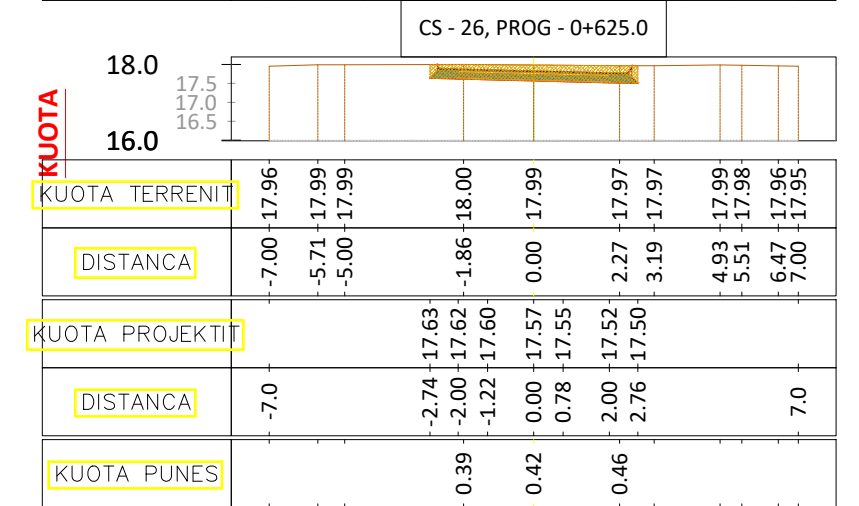 CS - 26, PROG - 0+625.0
KUOTA
18.0
17.5
17.0
16.5
16.0
KUOTA TERRENIT 17.96 17.99 17.99 18.00 17.99 17.97 17.97 17.99 17.98 17.96 17.95
DISTANCA -7.00 -5.71 -5.00 -1.86 0.00 2.27 3.19 4.93 5.51 6.47 7.00
KUOTA PROJEKTIT 17.63 17.62 17.60 17.57 17.55 17.52 17.50
DISTANCA -7.0 -2.74 -2.00 -1.22 0.00 0.78 2.00 2.76 7.0
KUOTA PUNES 0.39 0.42 0.46